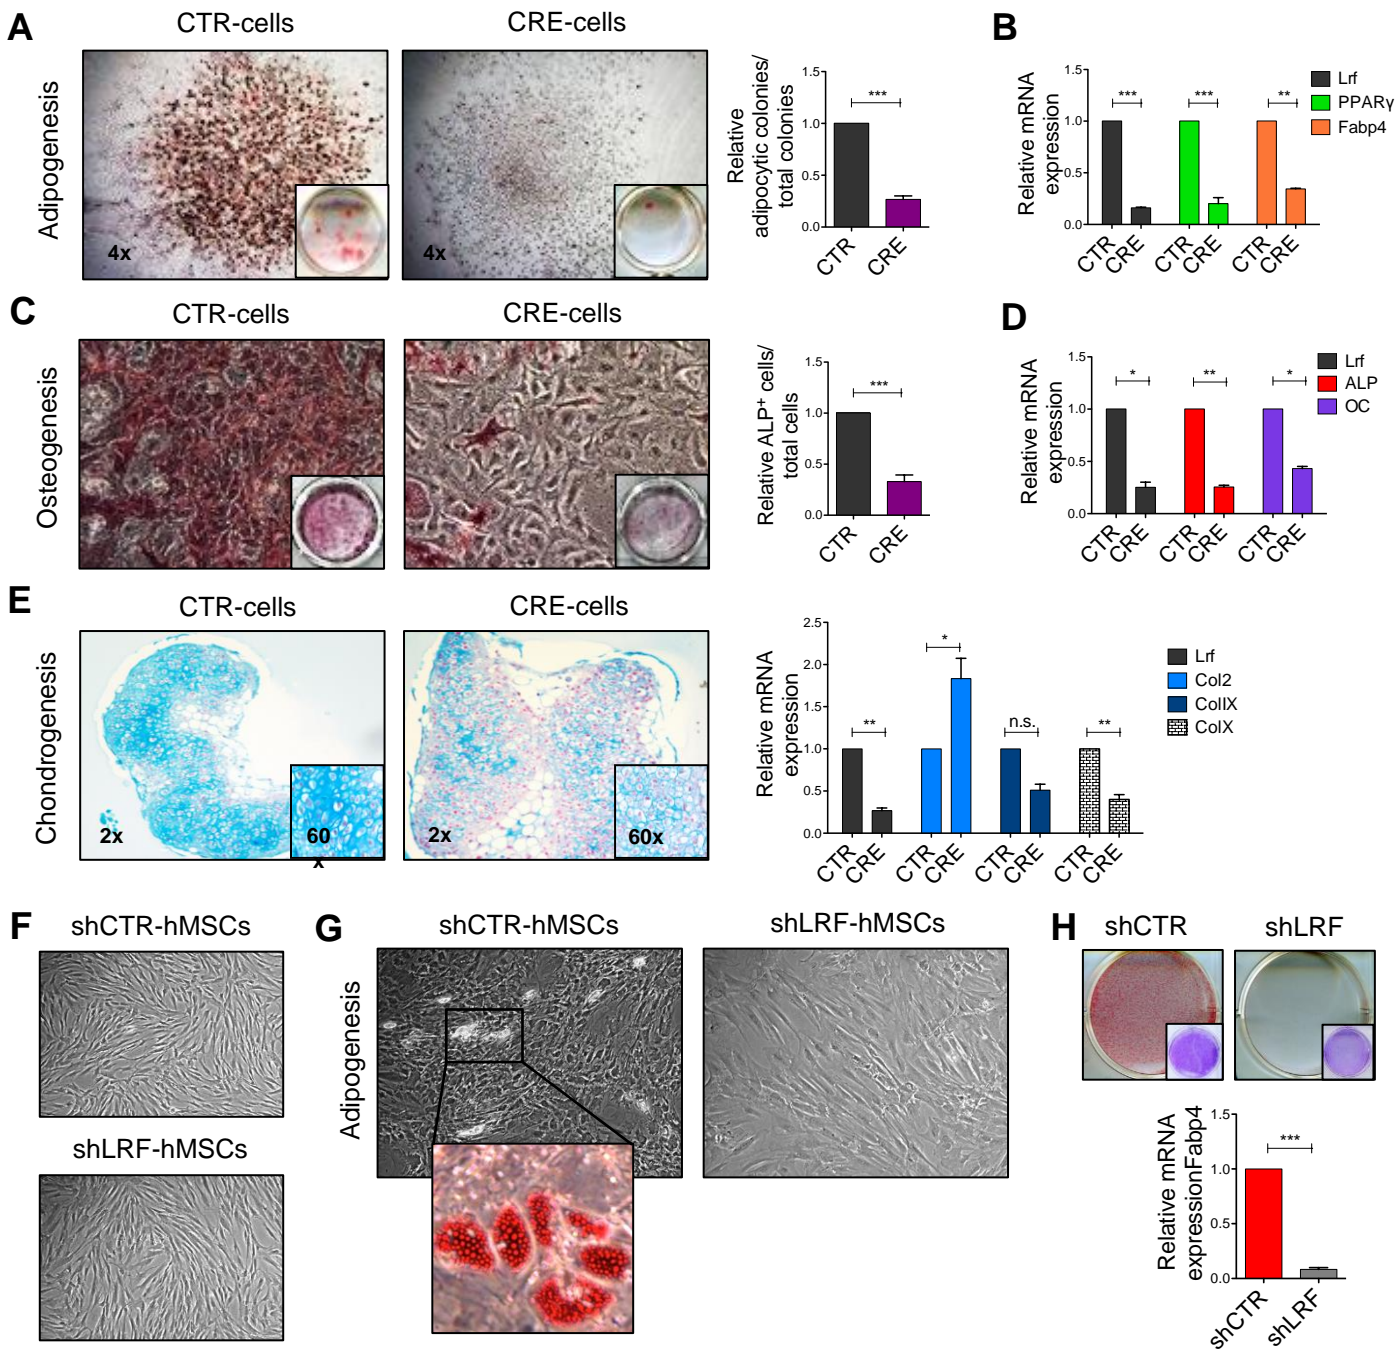 A
CTR-cells
CRE-cells
Adipogenesis
4x
4x
Relative
adipocytic colonies/
total colonies
1.5
1.0
0.5
0.0
***
CTR
CRE
B
Relative mRNA
expression
1.5
1.0
0.5
0.0
***
***
**
CTR
CRE
CTR
CRE
CTR
CRE
Lrf
PPARγ
Fabp4
C
CTR-cells
CRE-cells
Osteogenesis
Relative ALP+ cells/
total cells
1.5
1.0
0.5
0.0
***
CTR
CRE
D
Relative mRNA
expression
1.5
1.0
0.5
0.0
*
**
*
CTR
CRE
CTR
CRE
CTR
CRE
Lrf
ALP
OC
E
CTR-cells
CRE-cells
Chondrogenesis
2x
60
x
2x
60x
Relative mRNA
expression
2.5
2.0
1.5
1.0
0.5
0.0
**
*
n.s.
**
CTR
CRE
CTR
CRE
CTR
CRE
CTR
CRE
Lrf
Col2
ColIX
ColX
F
shCTR-hMSCs
shLRF-hMSCs
G
shCTR-hMSCs
shLRF-hMSCs
Adipogenesis
H
shCTR
shLRF
Relative mRNA
expressionFabp4
1.5
1.0
0.5
0.0
***
shCTR
shLRF